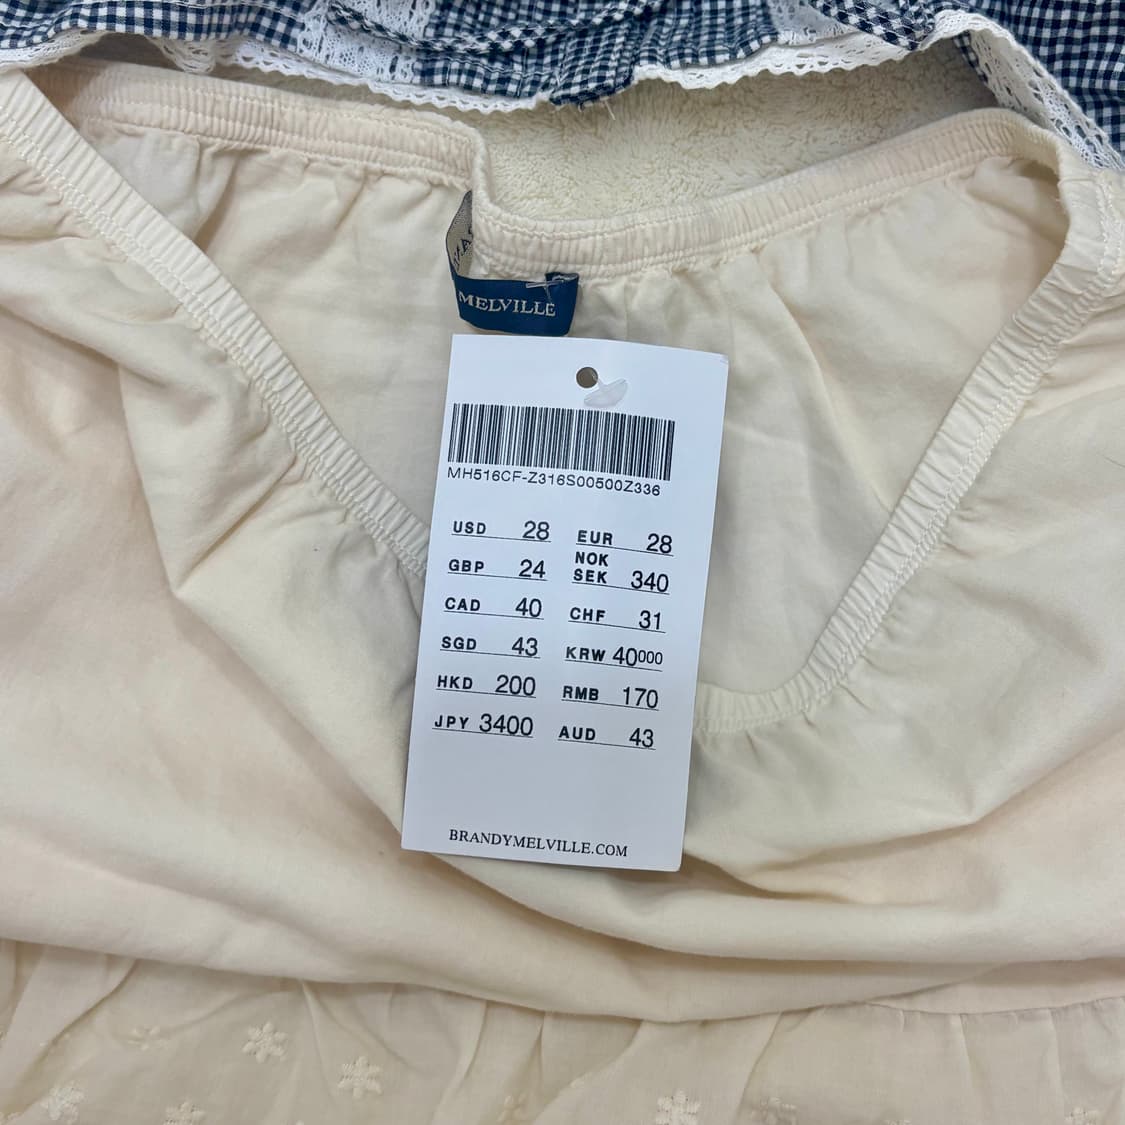 MELVILLE
MH516CF-Z316S00500Z336
USD 28 EUR 28
GBP 24 NOK SEK 340
CAD 40 CHF 31
SGD 43 KRW 40000
HKD 200 RMB 170
JPY 3400 AUD 43
BRANDYMELVILLE.COM